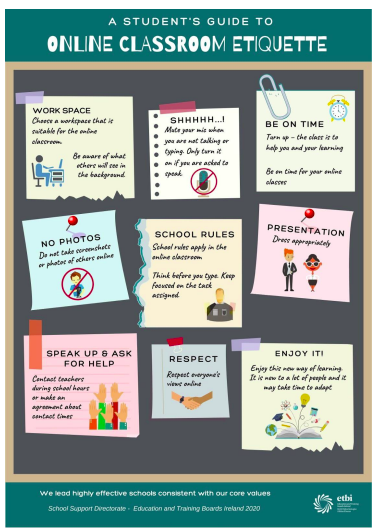 A STUDENT'S GUIDE TO
ONLINE CLASSROOM ETIQUETTE
WORK SPACE
Choose a workspace that is
suitable for the online
classroom.
Be aware of what
others will see in
the background.
SHHHHH...!
Mute your mic when
you are not talking or
typing. Only turn it
on if you are asked to
speak.
BE ON TIME
Turn up – the class is to
help you and your learning
Be on time for your online
classes
NO PHOTOS
Do not take screenshots
or photos of others online
SCHOOL RULES
School rules apply in the
online classroom
Think before you type. Keep
focused on the task
assigned.
PRESENTATION
Dress appropriately
SPEAK UP & ASK
FOR HELP
Contact teachers
during school hours
or make an
agreement about
contact times
RESPECT
Respect everyone's
views online
ENJOY IT!
Enjoy this new way of learning.
It is new to a lot of people and it
may take time to adapt
We lead highly effective schools consistent with our core values
School Support Directorate - Education and Training Boards Ireland 2020
etbi